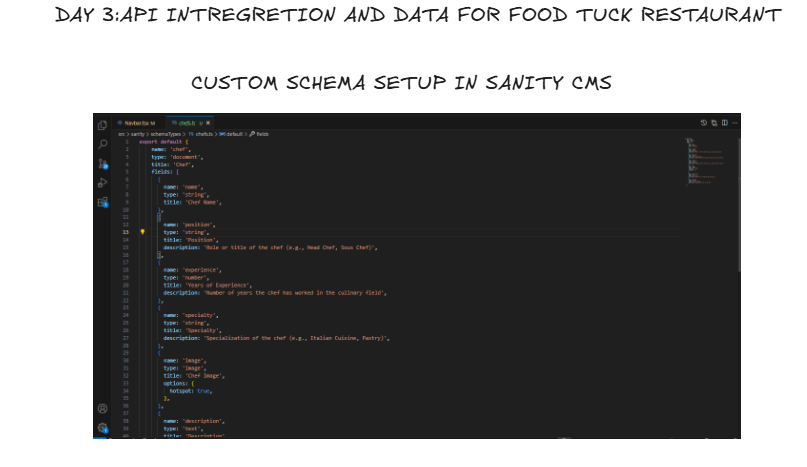 DAY 3:API INTREGRETION AND DATA FOR FOOD TUCK RESTAURANT
CUSTOM SCHEMA SETUP IN SANITY CMS
Navbar.tsx M TS chefs.ts U
src > sanity > schemaTypes > TS chefs.ts > default > fields
1 export default {
2 name: 'chef',
3 type: 'document',
4 title: 'Chef',
5 fields: [
6 {
7 name: 'name',
8 type: 'string',
9 title: 'Chef Name',
10 },
11 {
12 name: 'position',
13 type: 'string',
14 title: 'Position',
15 description: 'Role or title of the chef (e.g., Head Chef, Sous Chef)',
16 },
17 {
18 name: 'experience',
19 type: 'number',
20 title: 'Years of Experience',
21 description: 'Number of years the chef has worked in the culinary field',
22 },
23 {
24 name: 'specialty',
25 type: 'string',
26 title: 'Specialty',
27 description: 'Specialization of the chef (e.g., Italian Cuisine, Pastry)',
28 },
29 {
30 name: 'image',
31 type: 'image',
32 title: 'Chef Image',
33 options: {
34 hotspot: true,
35 },
36 },
37 {
38 name: 'description',
39 type: 'text',
40 title: 'Description'